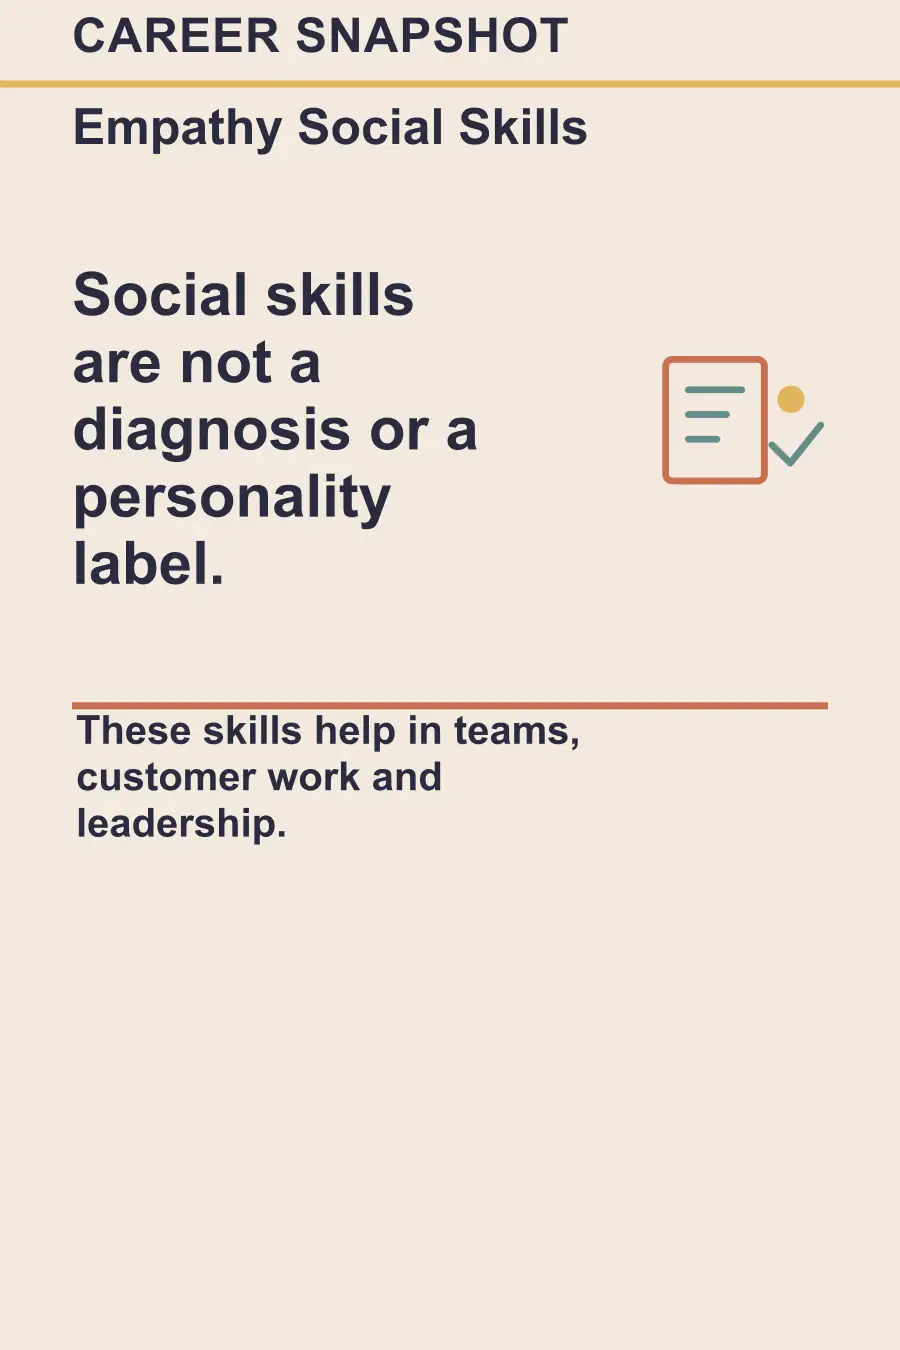 CAREER SNAPSHOT
Empathy Social Skills
Social skills
are not a
diagnosis or a
personality
label.
These skills help in teams,
customer work and
leadership.